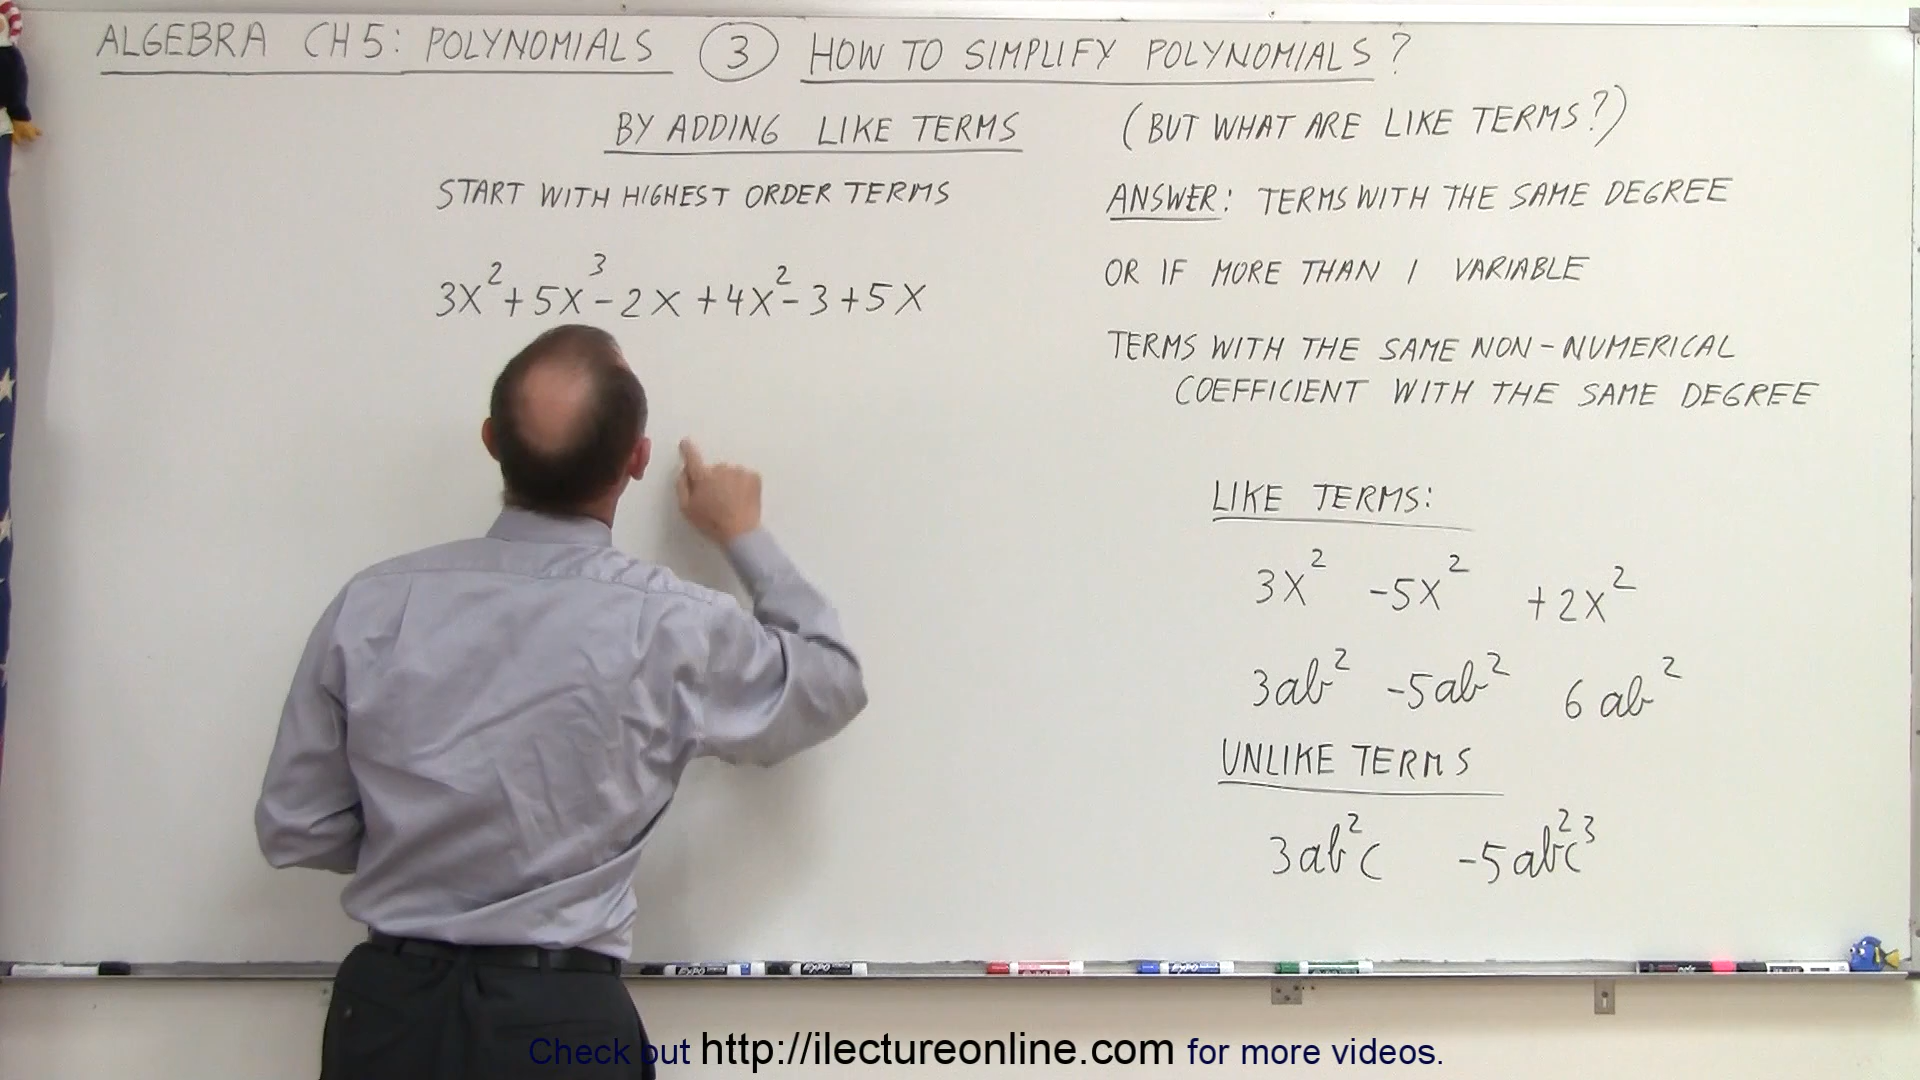 ALGEBRA CH 5: POLYNOMIALS ③ HOW TO SIMPLIFY POLYNOMIALS?
BY ADDING LIKE TERMS
START WITH HIGHEST ORDER TERMS
3x²+5x³-2x+4x²-3+5x
(BUT WHAT ARE LIKE TERMS?)
ANSWER: TERMS WITH THE SAME DEGREE
OR IF MORE THAN 1 VARIABLE
TERMS WITH THE SAME NON-NUMERICAL
COEFFICIENT WITH THE SAME DEGREE
LIKE TERMS:
3x² -5x² +2x²
3ab² -5ab² 6ab²
UNLIKE TERMS
3ab²c -5ab²c³
Check out http://ilectureonline.com for more videos.